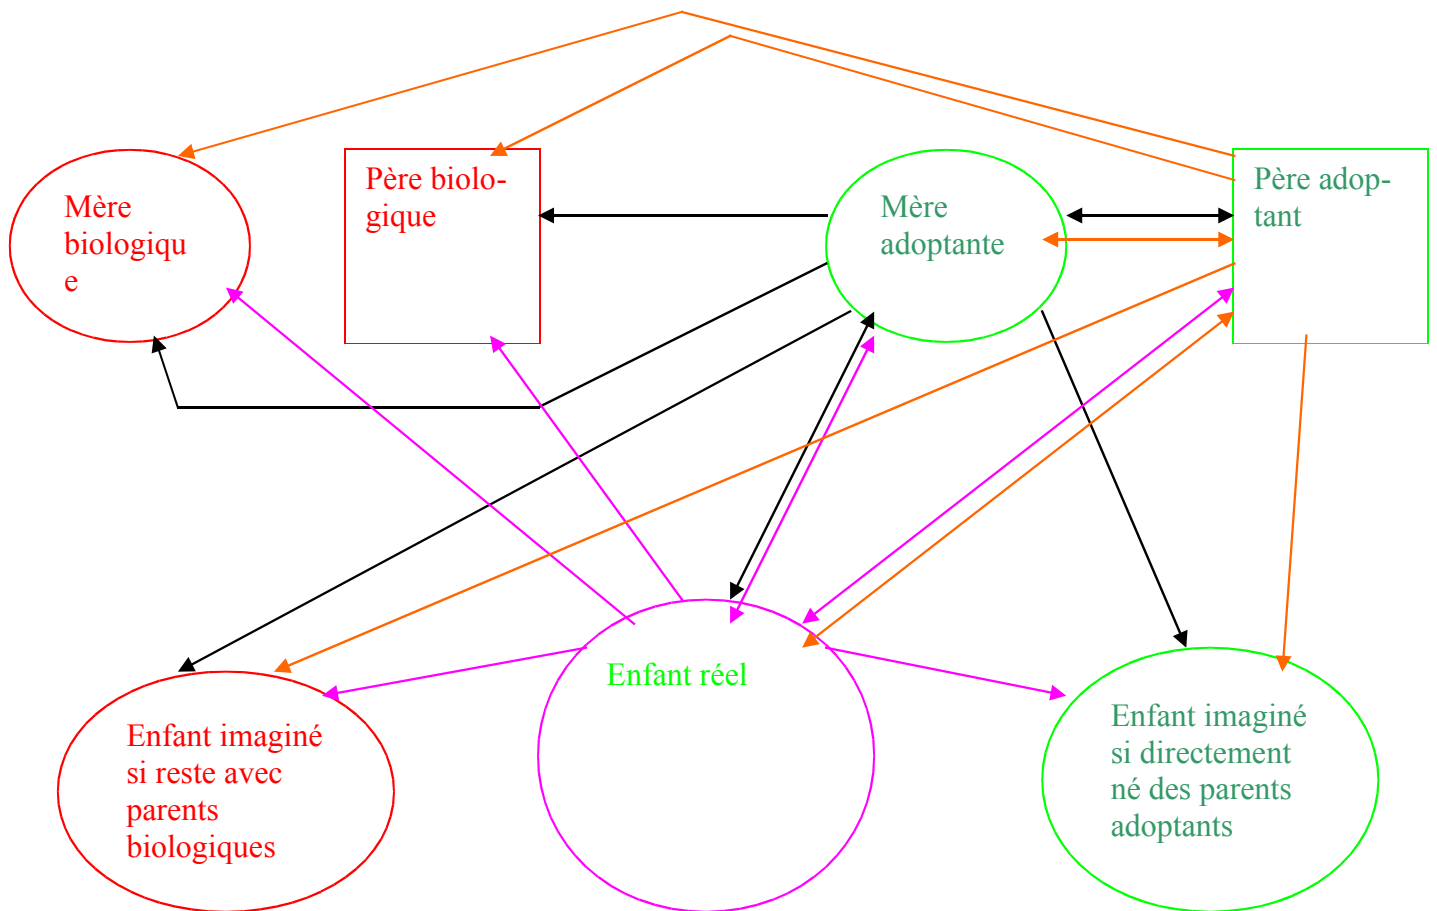 Mère
biologiqu
e
Père biolo-
gique
Mère
adoptante
Père adop-
tant
Enfant réel
Enfant imaginé
si reste avec
parents
biologiques
Enfant imaginé
si directement
né des parents
adoptants